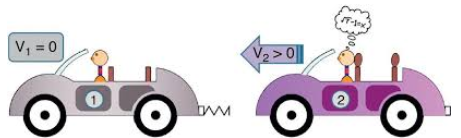 V₁ = 0
V₂ > 0
1
2